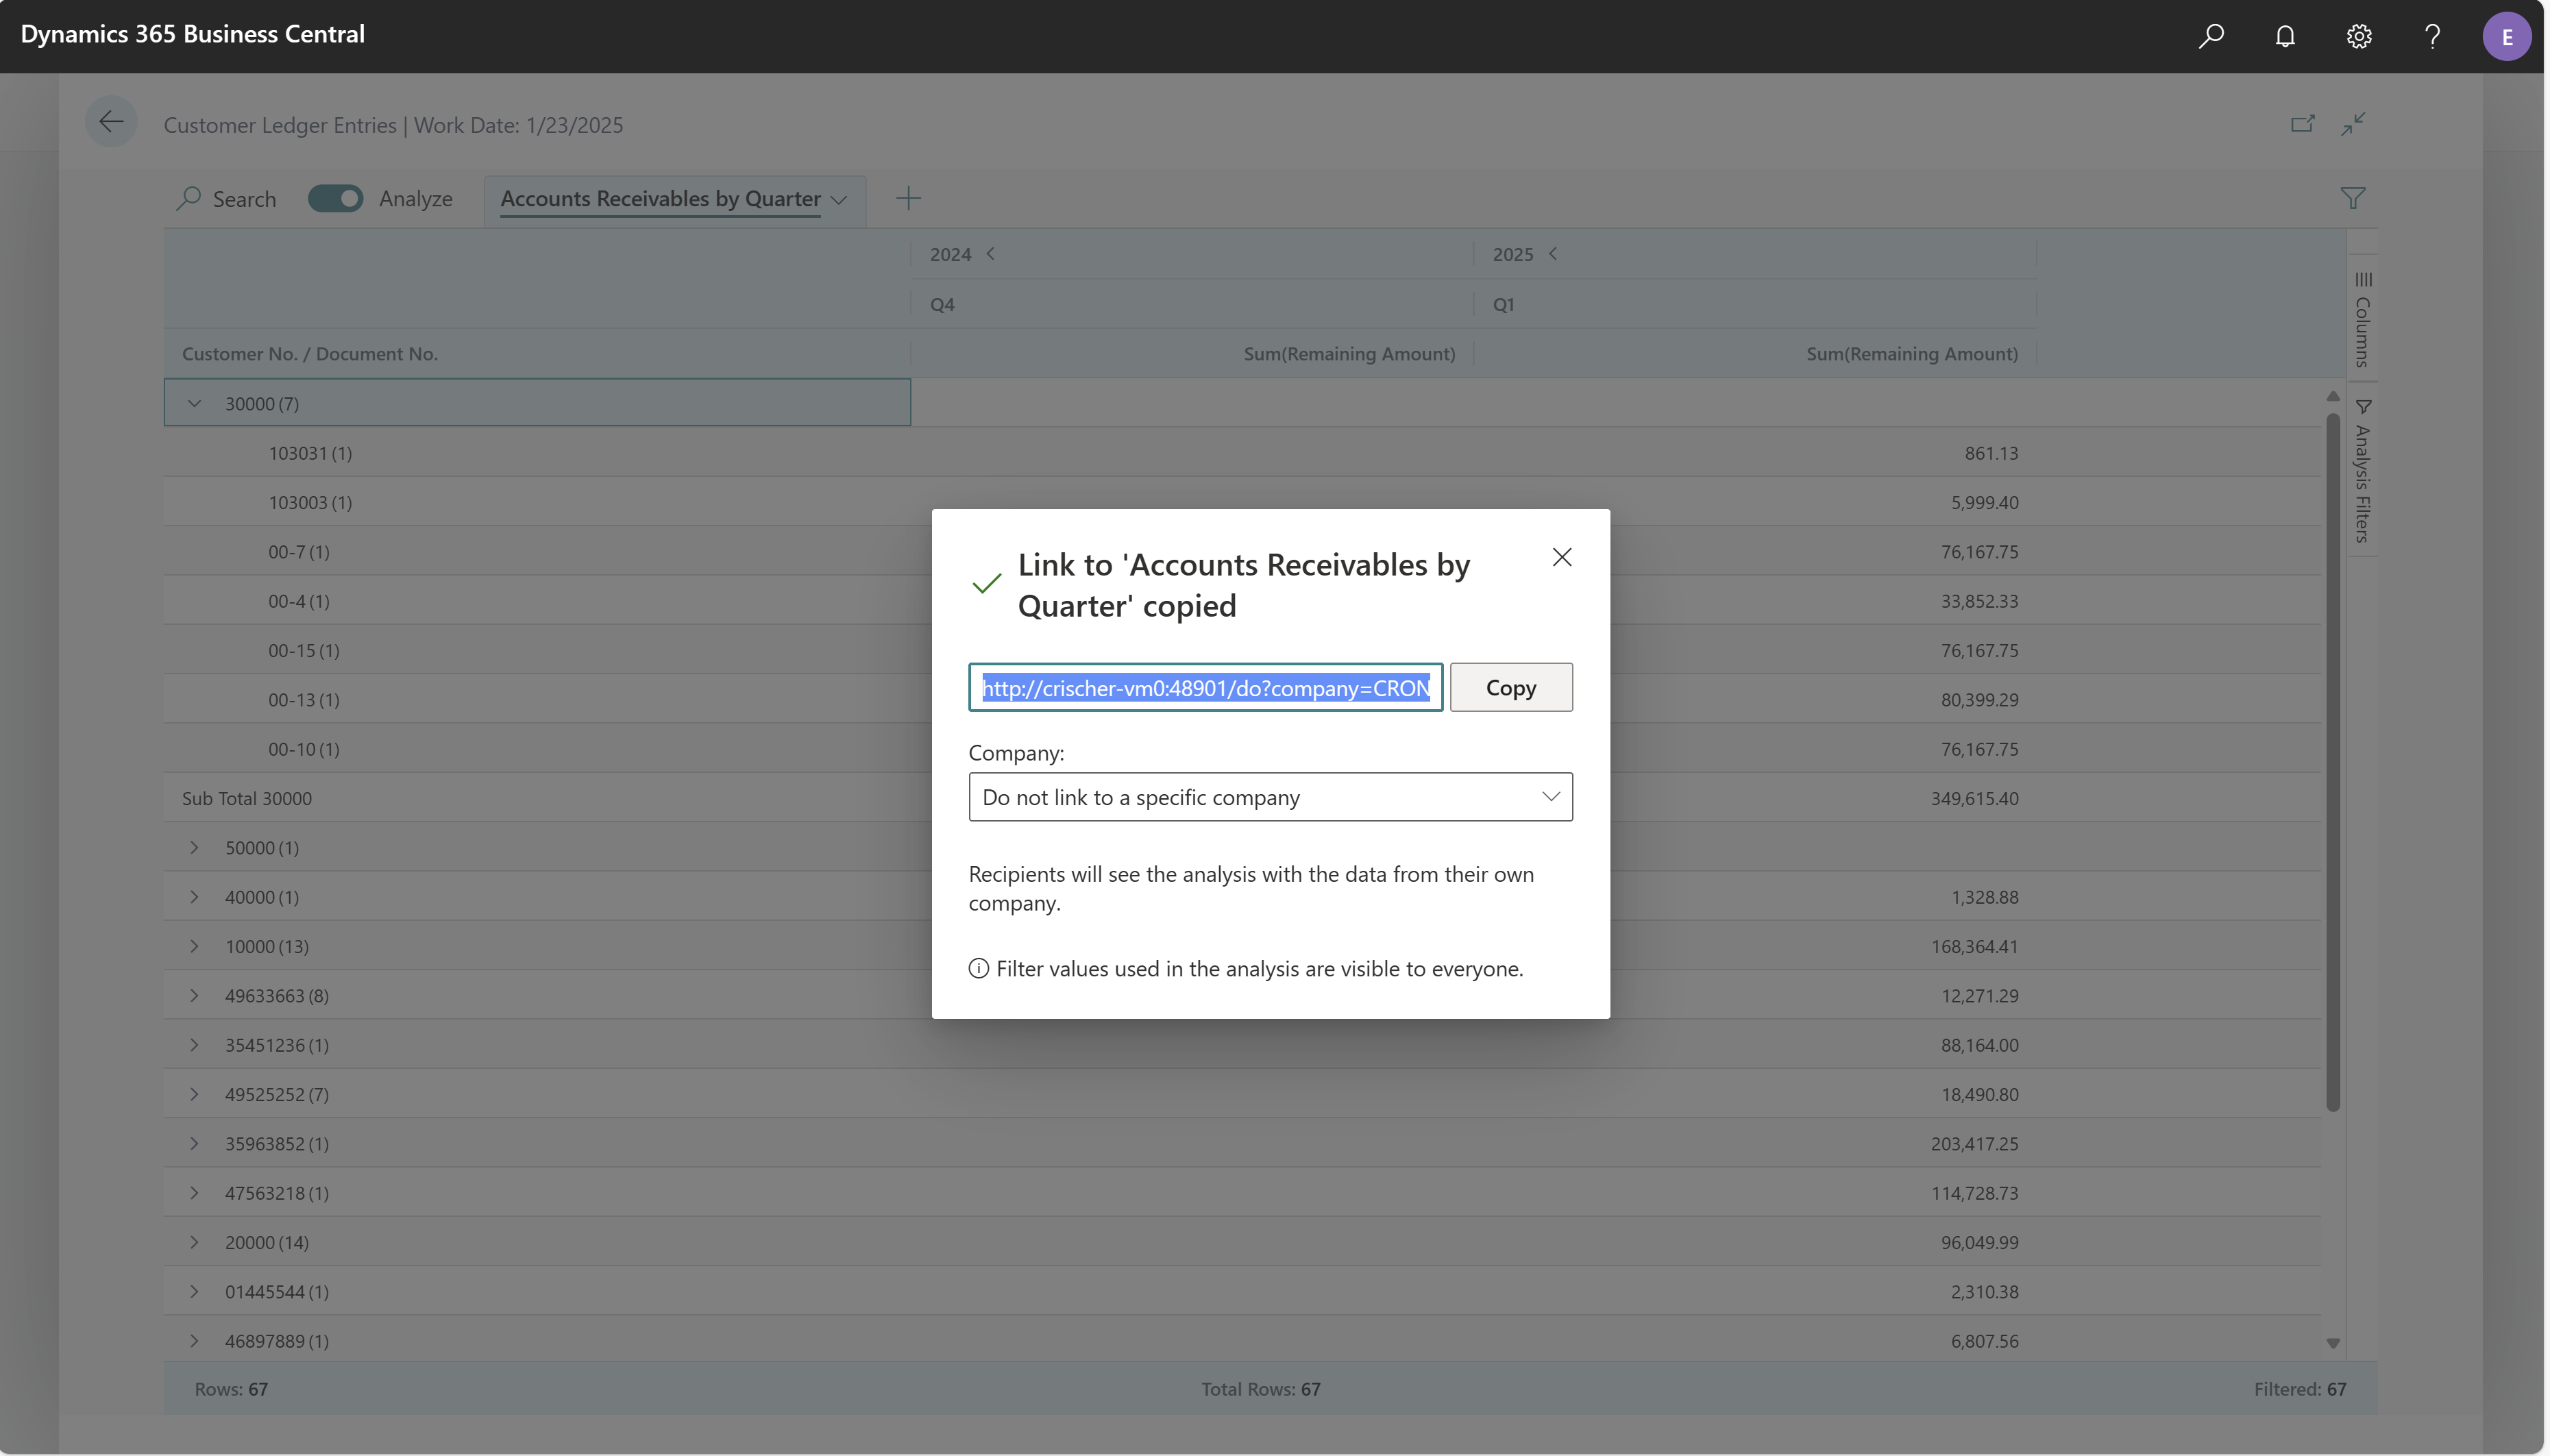 Dynamics 365 Business Central
E
Customer Ledger Entries | Work Date: 1/23/2025
Search Analyze Accounts Receivables by Quarter
2024 2025
Q4 Q1
Customer No. / Document No. Sum(Remaining Amount) Sum(Remaining Amount)
Columns
Analysis Filters
30000 (7)
103031 (1) 861.13
103003 (1) 5,999.40
00-7 (1) 76,167.75
00-4 (1) 33,852.33
00-15 (1) 76,167.75
00-13 (1) 80,399.29
00-10 (1) 76,167.75
Sub Total 30000 349,615.40
50000 (1)
40000 (1) 1,328.88
10000 (13) 168,364.41
49633663 (8) 12,271.29
35451236 (1) 88,164.00
49525252 (7) 18,490.80
35963852 (1) 203,417.25
47563218 (1) 114,728.73
20000 (14) 96,049.99
01445544 (1) 2,310.38
46897889 (1) 6,807.56
Rows: 67 Total Rows: 67 Filtered: 67
Link to 'Accounts Receivables by
Quarter' copied
http://crischer-vm0:48901/do?company=CRON
Copy
Company:
Do not link to a specific company
Recipients will see the analysis with the data from their own
company.
Filter values used in the analysis are visible to everyone.